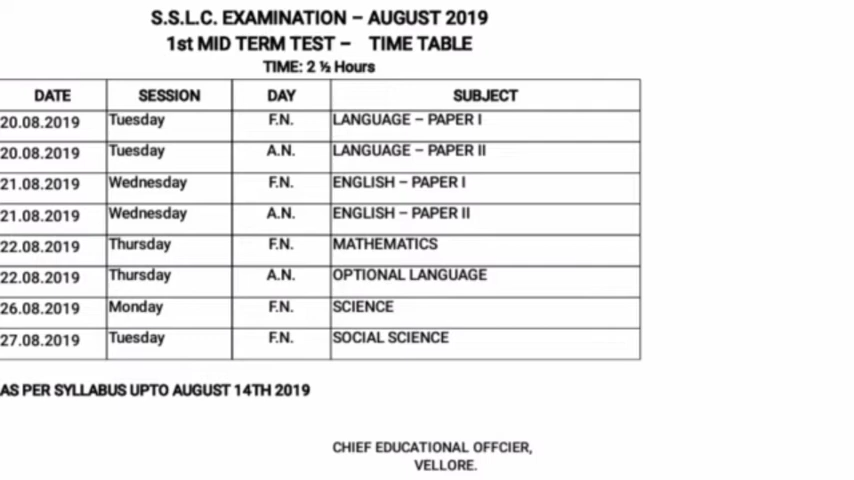 S.S.L.C. EXAMINATION – AUGUST 2019
1st MID TERM TEST – TIME TABLE
TIME: 2 ½ Hours
DATE SESSION DAY SUBJECT
20.08.2019 Tuesday F.N. LANGUAGE – PAPER I
20.08.2019 Tuesday A.N. LANGUAGE – PAPER II
21.08.2019 Wednesday F.N. ENGLISH – PAPER I
21.08.2019 Wednesday A.N. ENGLISH – PAPER II
22.08.2019 Thursday F.N. MATHEMATICS
22.08.2019 Thursday A.N. OPTIONAL LANGUAGE
26.08.2019 Monday F.N. SCIENCE
27.08.2019 Tuesday F.N. SOCIAL SCIENCE
AS PER SYLLABUS UPTO AUGUST 14TH 2019
CHIEF EDUCATIONAL OFFCIER,
VELLORE.